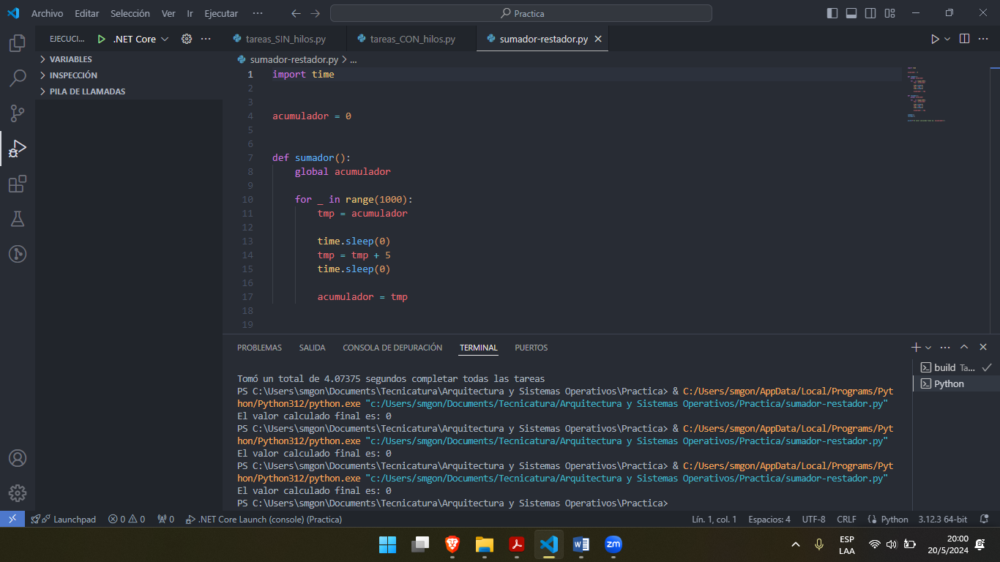 Archivo Editar Selección Ver Ir Ejecutar ··· Practica
EJECUCI... .NET Core ··· tareas_SIN_hilos.py tareas_CON_hilos.py sumador-restador.py
VARIABLES
INSPECCIÓN
PILA DE LLAMADAS
sumador-restador.py > ...
1 import time
2
3
4 acumulador = 0
5
6
7 def sumador():
8 global acumulador
9
10 for _ in range(1000):
11 tmp = acumulador
12
13 time.sleep(0)
14 tmp = tmp + 5
15 time.sleep(0)
16
17 acumulador = tmp
18
19
PROBLEMAS SALIDA CONSOLA DE DEPURACIÓN TERMINAL PUERTOS
build Ta...
Python
Tomó un total de 4.07375 segundos completar todas las tareas
PS C:\Users\smgon\Documents\Tecnicatura\Arquitectura y Sistemas Operativos\Practica> & C:/Users/smgon/AppData/Local/Programs/Pyt
hon/Python312/python.exe "c:/Users/smgon/Documents/Tecnicatura/Arquitectura y Sistemas Operativos/Practica/sumador-restador.py"
El valor calculado final es: 0
PS C:\Users\smgon\Documents\Tecnicatura\Arquitectura y Sistemas Operativos\Practica> & C:/Users/smgon/AppData/Local/Programs/Pyt
hon/Python312/python.exe "c:/Users/smgon/Documents/Tecnicatura/Arquitectura y Sistemas Operativos/Practica/sumador-restador.py"
El valor calculado final es: 0
PS C:\Users\smgon\Documents\Tecnicatura\Arquitectura y Sistemas Operativos\Practica> & C:/Users/smgon/AppData/Local/Programs/Pyt
hon/Python312/python.exe "c:/Users/smgon/Documents/Tecnicatura/Arquitectura y Sistemas Operativos/Practica/sumador-restador.py"
El valor calculado final es: 0
PS C:\Users\smgon\Documents\Tecnicatura\Arquitectura y Sistemas Operativos\Practica>
Launchpad 0 0 0 .NET Core Launch (console) (Practica) Lín. 1, col. 1 Espacios: 4 UTF-8 CRLF Python 3.12.3 64-bit
zm
ESP
LAA
20:00
20/5/2024